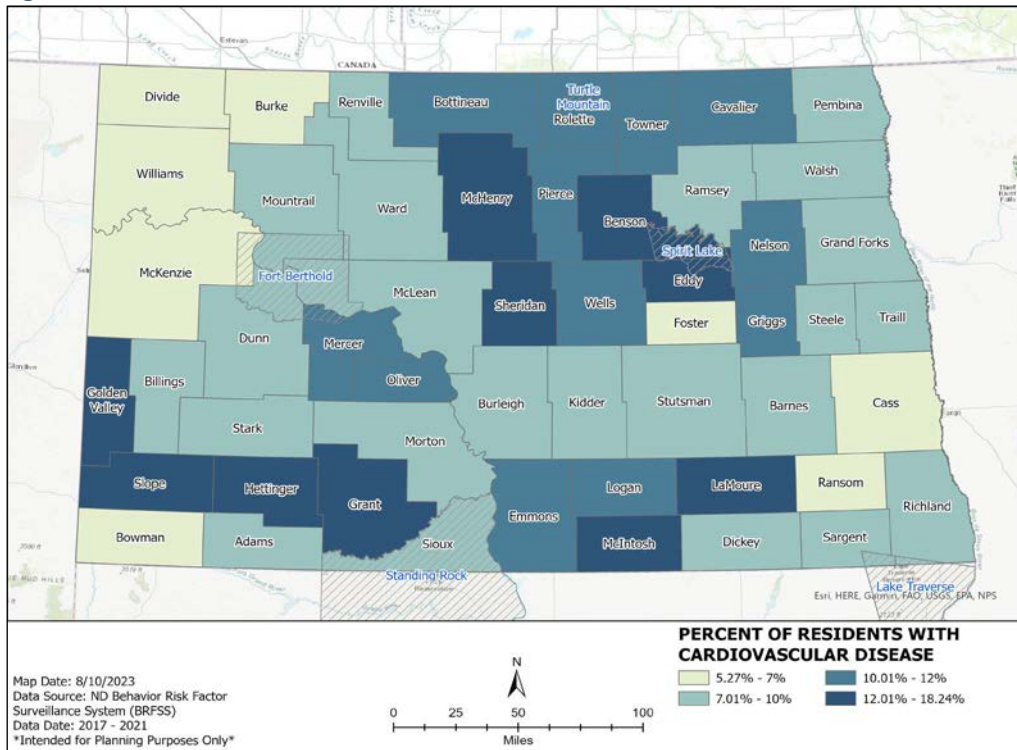 Estevan
CANADA
Divide
Burke
Renville
Bottineau
Turtle
Mountain
Rolette
Towner
Cavalier
Pembina
Williams
Mountrail
Ward
McHenry
Pierce
Benson
Ramsey
Walsh
Spirit Lake
Nelson
Grand Forks
McKenzie
Fort Berthold
McLean
Sheridan
Wells
Eddy
Foster
Griggs
Steele
Traill
Dunn
Mercer
Oliver
Golden
Valley
Billings
Stark
Burleigh
Kidder
Stutsman
Barnes
Cass
Morton
Slope
Hettinger
Grant
Emmons
Logan
LaMoure
Ransom
Richland
Bowman
Adams
Sioux
McIntosh
Dickey
Sargent
Standing Rock
Lake Traverse
Esri, HERE, Garmin, FAO, USGS, EPA, NPS
PERCENT OF RESIDENTS WITH
CARDIOVASCULAR DISEASE
5.27% - 7% 10.01% - 12%
7.01% - 10% 12.01% - 18.24%
Map Date: 8/10/2023
Data Source: ND Behavior Risk Factor
Surveillance System (BRFSS)
Data Date: 2017 - 2021
*Intended for Planning Purposes Only*
N
0 25 50 100
Miles